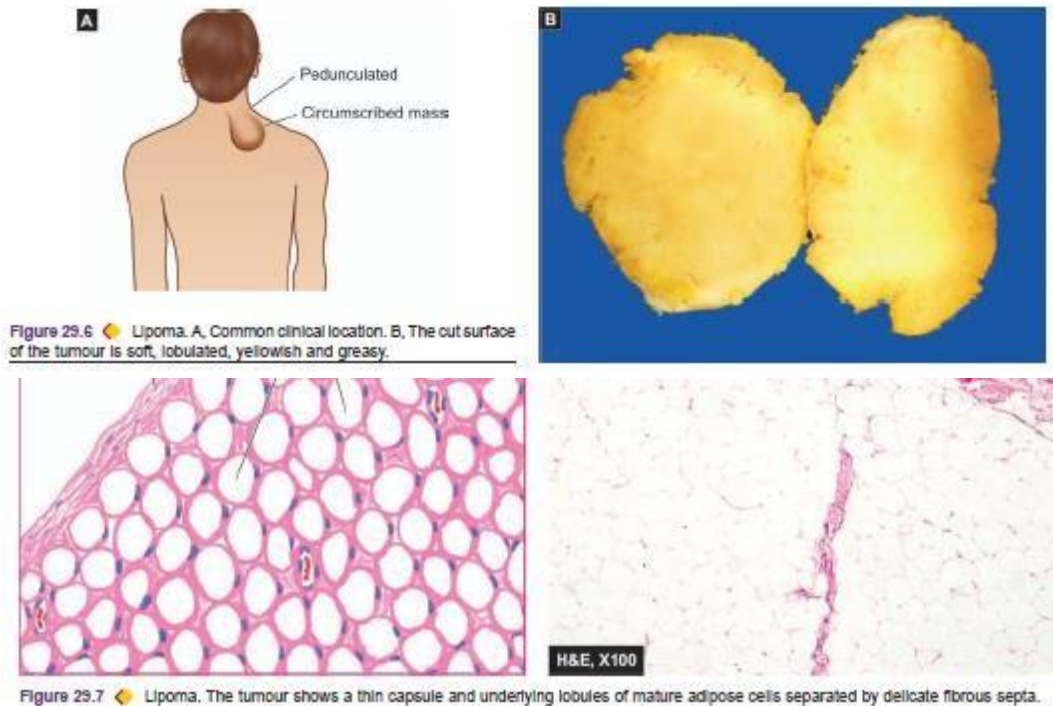 A
Pedunculated
Circumscribed mass
Figure 29.6 Lipoma. A, Common clinical location. B, The cut surface
of the tumour is soft, lobulated, yellowish and greasy.
B
H&E, X100
Figure 29.7 Lipoma. The tumour shows a thin capsule and underlying lobules of mature adipose cells separated by delicate fibrous septa.